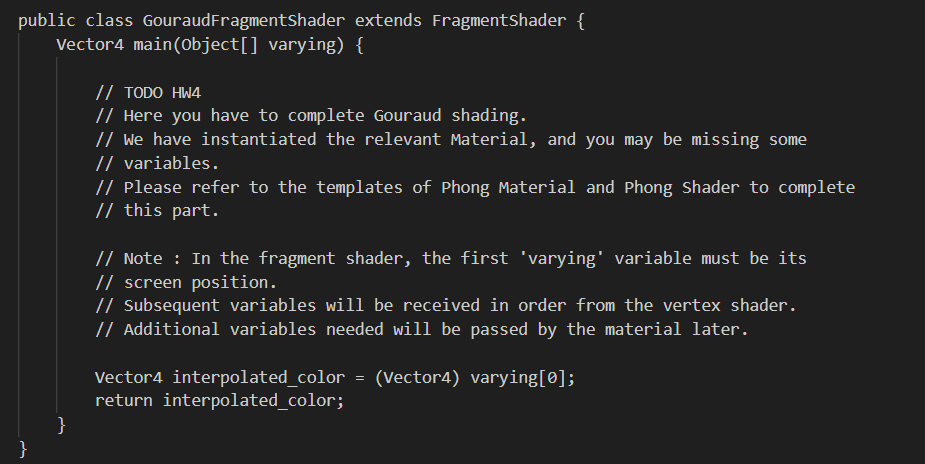 public class GouraudFragmentShader extends FragmentShader {
    Vector4 main(Object[] varying) {

        // TODO HW4
        // Here you have to complete Gouraud shading.
        // We have instantiated the relevant Material, and you may be missing some
        // variables.
        // Please refer to the templates of Phong Material and Phong Shader to complete
        // this part.

        // Note : In the fragment shader, the first 'varying' variable must be its
        // screen position.
        // Subsequent variables will be received in order from the vertex shader.
        // Additional variables needed will be passed by the material later.

        Vector4 interpolated_color = (Vector4) varying[0];
        return interpolated_color;
    }
}